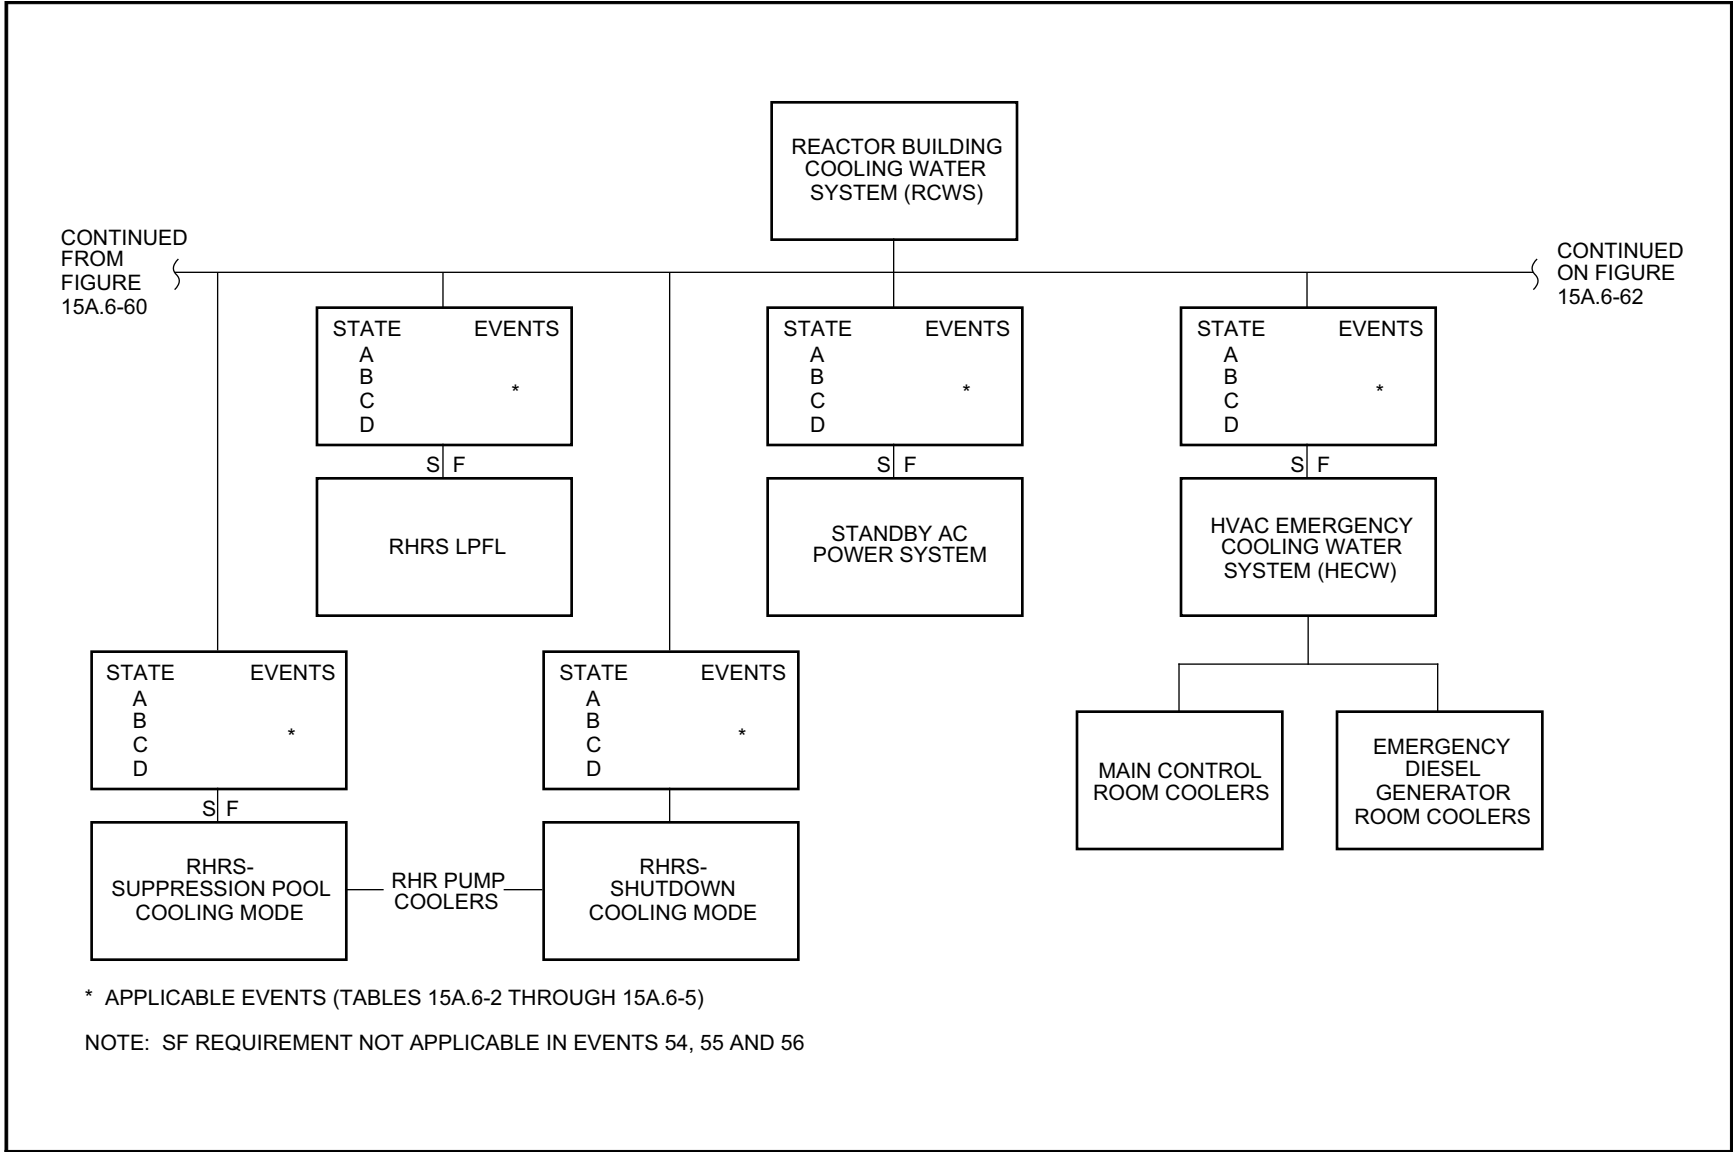 REACTOR BUILDING
COOLING WATER
SYSTEM (RCWS)
CONTINUED
FROM
FIGURE
15A.6-60
CONTINUED
ON FIGURE
15A.6-62
STATE EVENTS
A
B
C
D
*
S F
RHRS LPFL
STATE EVENTS
A
B
C
D
*
S F
STANDBY AC
POWER SYSTEM
STATE EVENTS
A
B
C
D
*
S F
HVAC EMERGENCY
COOLING WATER
SYSTEM (HECW)
STATE EVENTS
A
B
C
D
*
S F
RHRS-
SUPPRESSION POOL
COOLING MODE
RHR PUMP
COOLERS
STATE EVENTS
A
B
C
D
*
RHRS-
SHUTDOWN
COOLING MODE
MAIN CONTROL
ROOM COOLERS
EMERGENCY
DIESEL
GENERATOR
ROOM COOLERS
* APPLICABLE EVENTS (TABLES 15A.6-2 THROUGH 15A.6-5)
NOTE: SF REQUIREMENT NOT APPLICABLE IN EVENTS 54, 55 AND 56